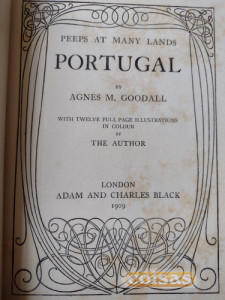 PEEPS AT MANY LANDS
PORTUGAL
BY
AGNES M. GOODALL
WITH TWELVE FULL PAGE ILLUSTRATIONS
IN COLOUR
BY
THE AUTHOR
LONDON
ADAM AND CHARLES BLACK
1909
coisas